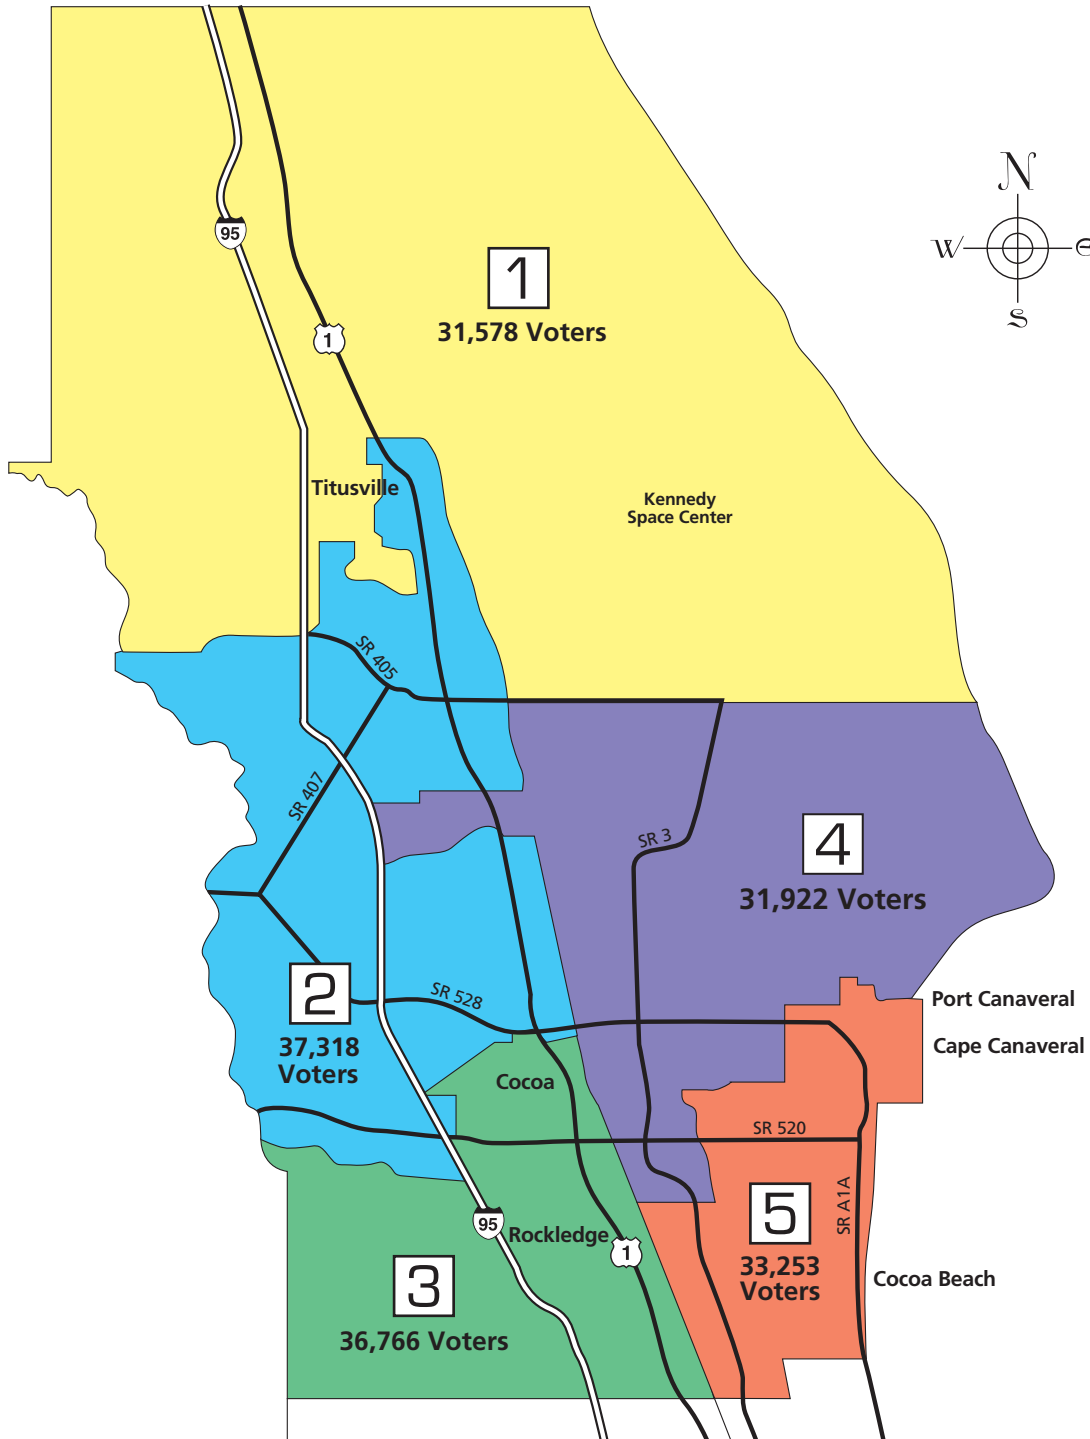 N
W
e
S
95
1
31,578 Voters
1
Titusville
Kennedy
Space Center
SR 405
SR 407
SR 3
4
31,922 Voters
2
37,318
Voters
SR 528
Port Canaveral
Cape Canaveral
Cocoa
SR 520
5
33,253
Voters
SR A1A
95
Rockledge
1
Cocoa Beach
3
36,766 Voters